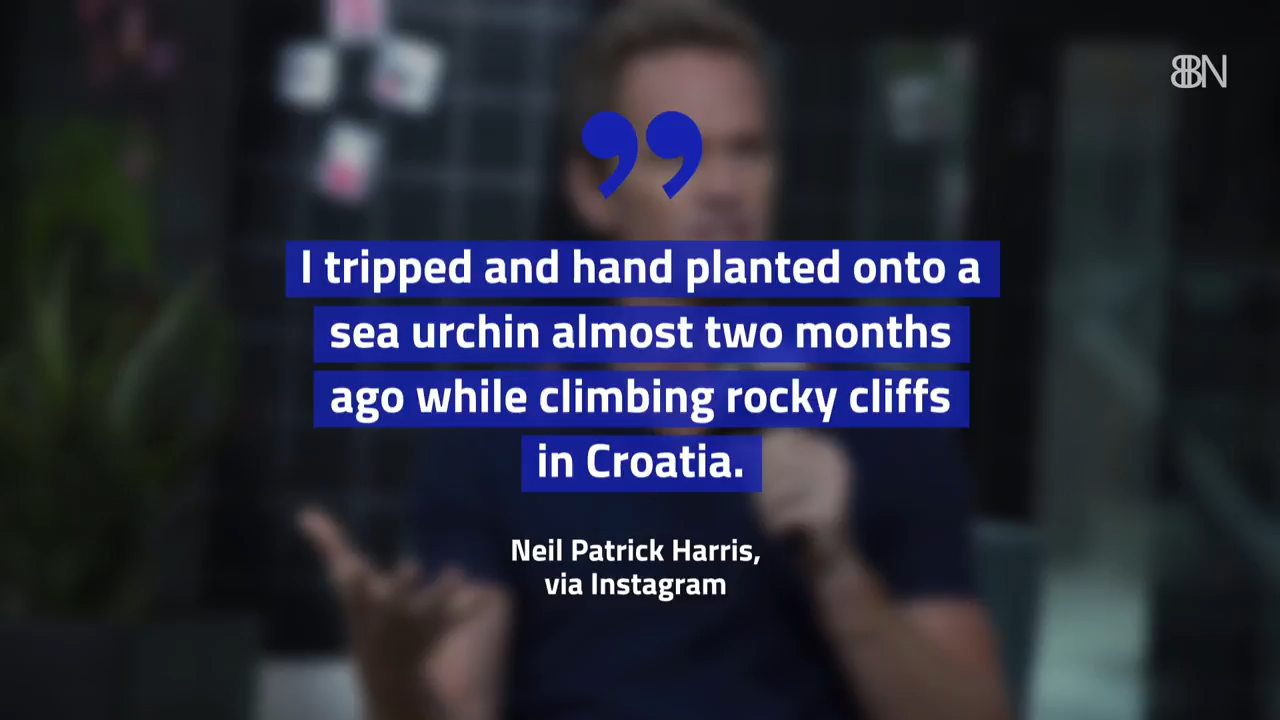 BBN
”
I tripped and hand planted onto a
sea urchin almost two months
ago while climbing rocky cliffs
in Croatia.
Neil Patrick Harris,
via Instagram